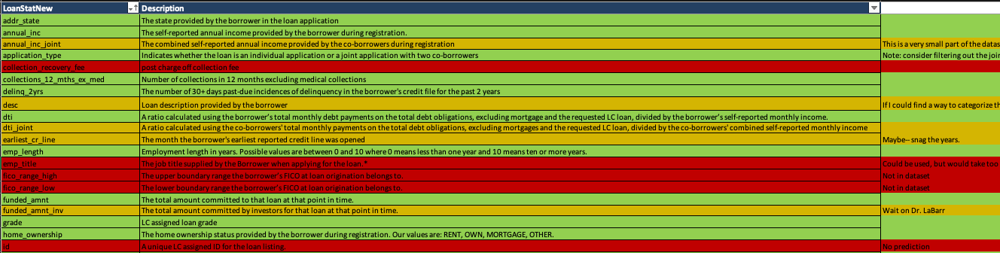 LoanStatNew Description
addr_state The state provided by the borrower in the loan application
annual_inc The self-reported annual income provided by the borrower during registration.
annual_inc_joint The combined self-reported annual income provided by the co-borrowers during registration This is a very small part of the datas
application_type Indicates whether the loan is an individual application or a joint application with two co-borrowers Note: consider filtering out the join
collection_recovery_fee post charge off collection fee
collections_12_mths_ex_med Number of collections in 12 months excluding medical collections
delinq_2yrs The number of 30+ days past-due incidences of delinquency in the borrower's credit file for the past 2 years
desc Loan description provided by the borrower If I could find a way to categorize th
dti A ratio calculated using the borrower's total monthly debt payments on the total debt obligations, excluding mortgage and the requested LC loan, divided by the borrower's self-reported monthly income.
dti_joint A ratio calculated using the co-borrowers' total monthly payments on the total debt obligations, excluding mortgages and the requested LC loan, divided by the co-borrowers' combined self-reported monthly income
earliest_cr_line The month the borrower's earliest reported credit line was opened Maybe-- snag the years.
emp_length Employment length in years. Possible values are between 0 and 10 where 0 means less than one year and 10 means ten or more years.
emp_title The job title supplied by the Borrower when applying for the loan.* Could be used, but would take too
fico_range_high The upper boundary range the borrower's FICO at loan origination belongs to. Not in dataset
fico_range_low The lower boundary range the borrower's FICO at loan origination belongs to. Not in dataset
funded_amnt The total amount committed to that loan at that point in time.
funded_amnt_inv The total amount committed by investors for that loan at that point in time. Wait on Dr. LaBarr
grade LC assigned loan grade
home_ownership The home ownership status provided by the borrower during registration. Our values are: RENT, OWN, MORTGAGE, OTHER.
id A unique LC assigned ID for the loan listing. No prediction